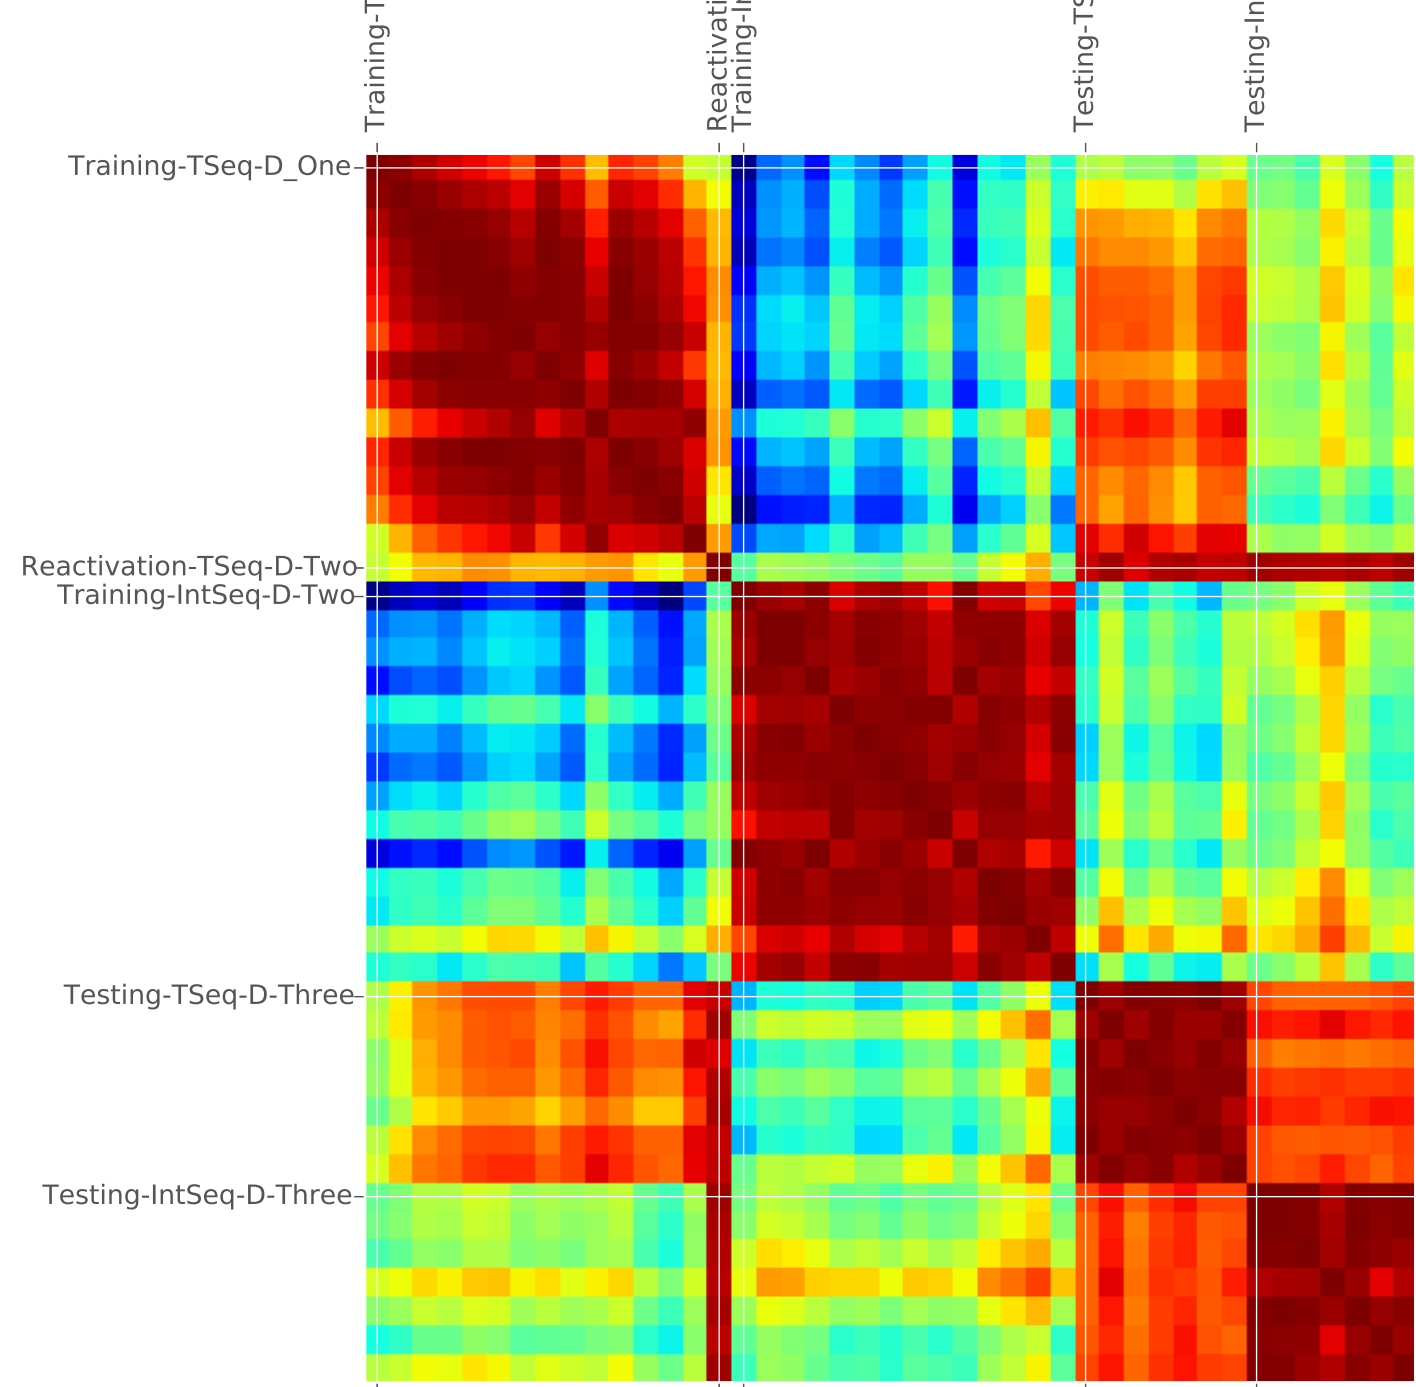 Training-T
Reactivati
Training-I
Testing-TS
Testing-In
Training-TSeq-D_One
Reactivation-TSeq-D-Two
Training-IntSeq-D-Two
Testing-TSeq-D-Three
Testing-IntSeq-D-Three